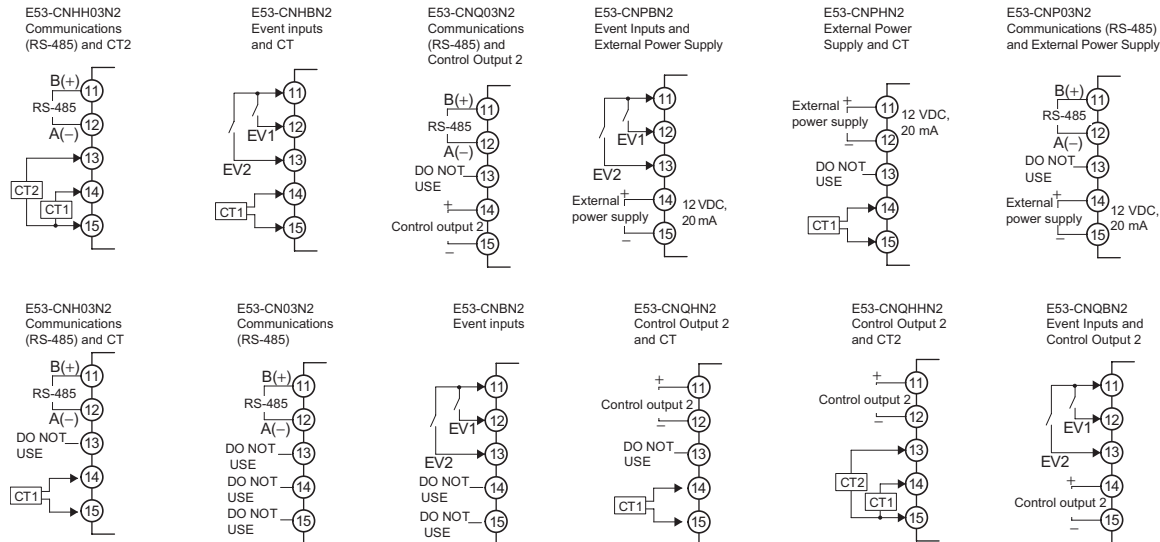 E53-CNHH03N2
Communications
(RS-485) and CT2
B(+)
11
RS-485
12
A(−)
13
CT2
14
CT1
15
E53-CNHBN2
Event inputs
and CT
11
12
EV1
13
EV2
14
CT1
15
E53-CNQ03N2
Communications
(RS-485) and
Control Output 2
B(+)
11
RS-485
12
A(−)
DO NOT
USE
13
+
14
Control output 2
−
15
E53-CNPBN2
Event Inputs and
External Power Supply
11
12
EV1
13
EV2
+
External
power supply
−
14
12 VDC,
20 mA
15
E53-CNPHN2
External Power
Supply and CT
External
power supply
+
−
11
12 VDC,
20 mA
12
DO NOT
USE
13
14
CT1
15
E53-CNP03N2
Communications (RS-485)
and External Power Supply
B(+)
11
RS-485
12
A(−)
DO NOT
USE
13
+
External
power supply
−
14
12 VDC,
20 mA
15
E53-CNH03N2
Communications
(RS-485) and CT
B(+)
11
RS-485
12
A(−)
DO NOT
USE
13
14
CT1
15
E53-CN03N2
Communications
(RS-485)
B(+)
11
RS-485
12
A(−)
DO NOT
USE
13
DO NOT
USE
14
DO NOT
USE
15
E53-CNBN2
Event inputs
11
12
EV1
13
EV2
DO NOT
USE
14
DO NOT
USE
15
E53-CNQHN2
Control Output 2
and CT
+
11
Control output 2
−
12
DO NOT
USE
13
14
CT1
15
E53-CNQHHN2
Control Output 2
and CT2
+
11
Control output 2
−
12
13
CT2
14
CT1
15
E53-CNQBN2
Event Inputs and
Control Output 2
11
12
EV1
13
EV2
+
14
Control output 2
−
15